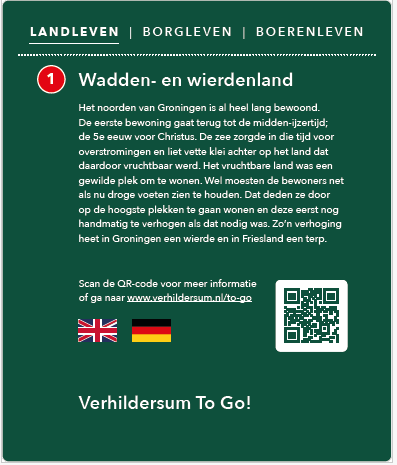 LANDLEVEN | BORGLEVEN | BOERENLEVEN
1 Wadden- en wierdenland
Het noorden van Groningen is al heel lang bewoond.
De eerste bewoning gaat terug tot de midden-ijzertijd;
de 5e eeuw voor Christus. De zee zorgde in die tijd voor
overstromingen en liet vette klei achter op het land dat
daardoor vruchtbaar werd. Het vruchtbare land was een
gewilde plek om te wonen. Wel moesten de bewoners net
als nu droge voeten zien te houden. Dat deden ze door
op de hoogste plekken te gaan wonen en deze eerst nog
handmatig te verhogen als dat nodig was. Zo’n verhoging
heet in Groningen een wierde en in Friesland een terp.
Scan de QR-code voor meer informatie
of ga naar www.verhildersum.nl/to-go
Verhildersum To Go!